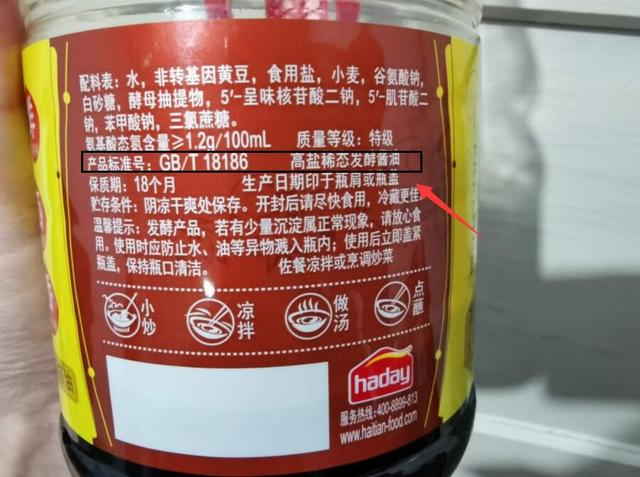 配料表：水，非转基因黄豆，食用盐，小麦，谷氨酸钠，
白砂糖，酵母抽提物，5′-呈味核苷酸二钠，5′-肌苷酸二
钠，苯甲酸钠，三氯蔗糖。
氨基酸态氮含量≥1.2g/100mL 质量等级：特级
产品标准号：GB/T 18186 高盐稀态发酵酱油
保质期：18个月 生产日期印于瓶肩或瓶盖
贮存条件：阴凉干爽处保存。开封后请尽快食用，冷藏更佳。
温馨提示：发酵产品，若有少量沉淀属正常现象，请放心食
用。使用时应防止水、油等异物溅入瓶内；使用后立即盖紧
瓶盖，保持瓶口清洁。 佐餐凉拌或烹调炒菜
小炒
凉拌
做汤
点蘸
haday
服务热线：400-8899-813
www.haitian-food.com